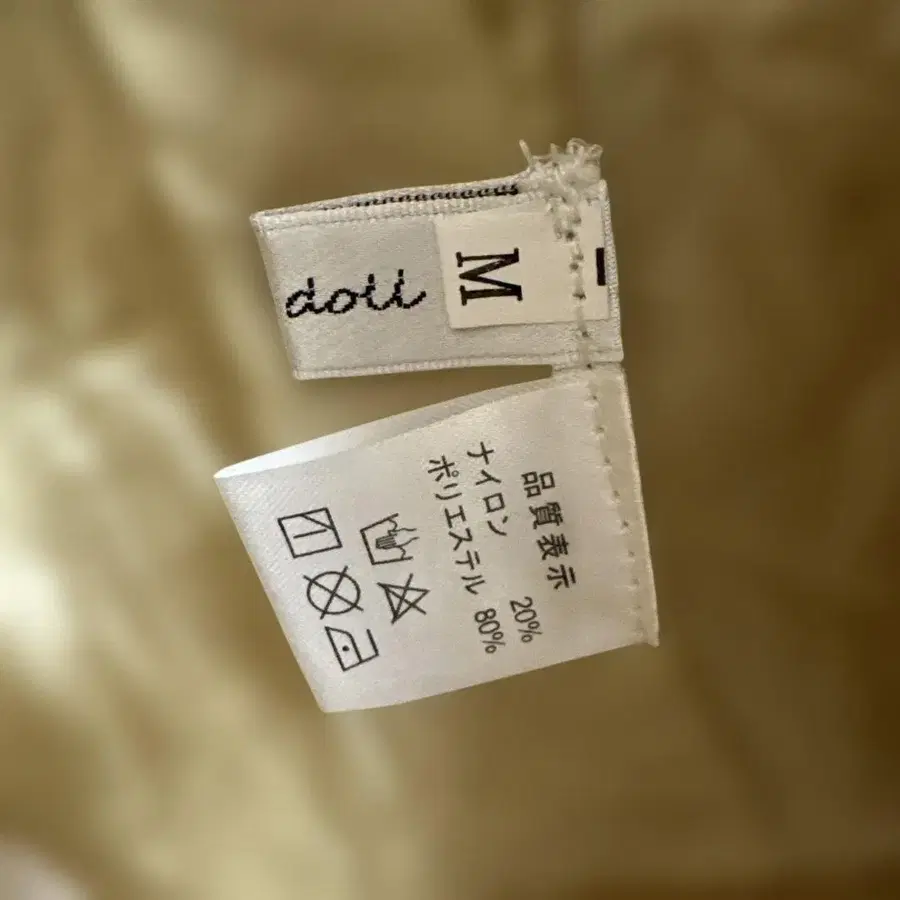 doll
M
品質表示
ナイロン 20%
ポリエステル 80%